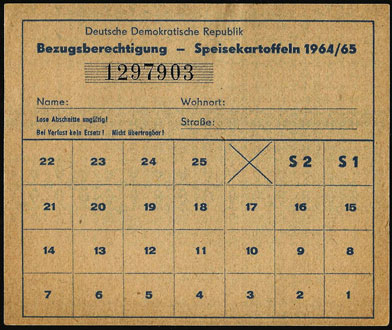 Deutsche Demokratische Republik
Bezugsberechtigung – Speisekartoffeln 1964/65
1297903
Name: Wohnort:
Lose Abschnitte ungültig! Straße:
Bei Verlust kein Ersatz! Nicht übertragbar!
22 23 24 25 S 2 S 1
21 20 19 18 17 16 15
14 13 12 11 10 9 8
7 6 5 4 3 2 1